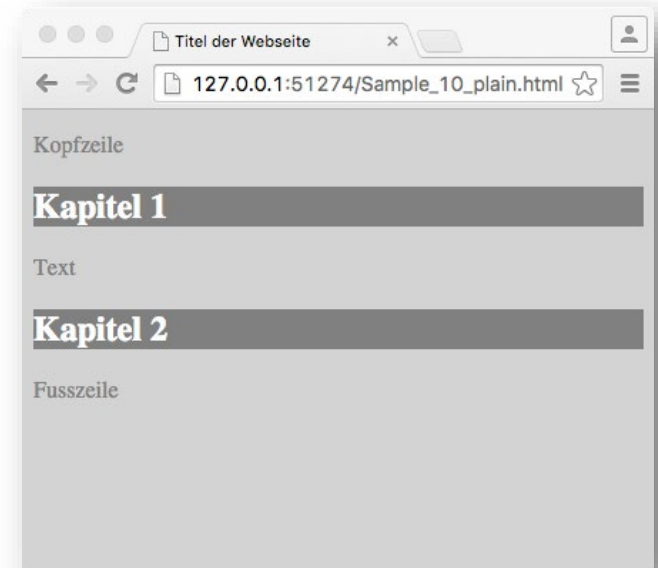 Titel der Webseite
127.0.0.1:51274/Sample_10_plain.html
Kopfzeile
Kapitel 1
Text
Kapitel 2
Fusszeile